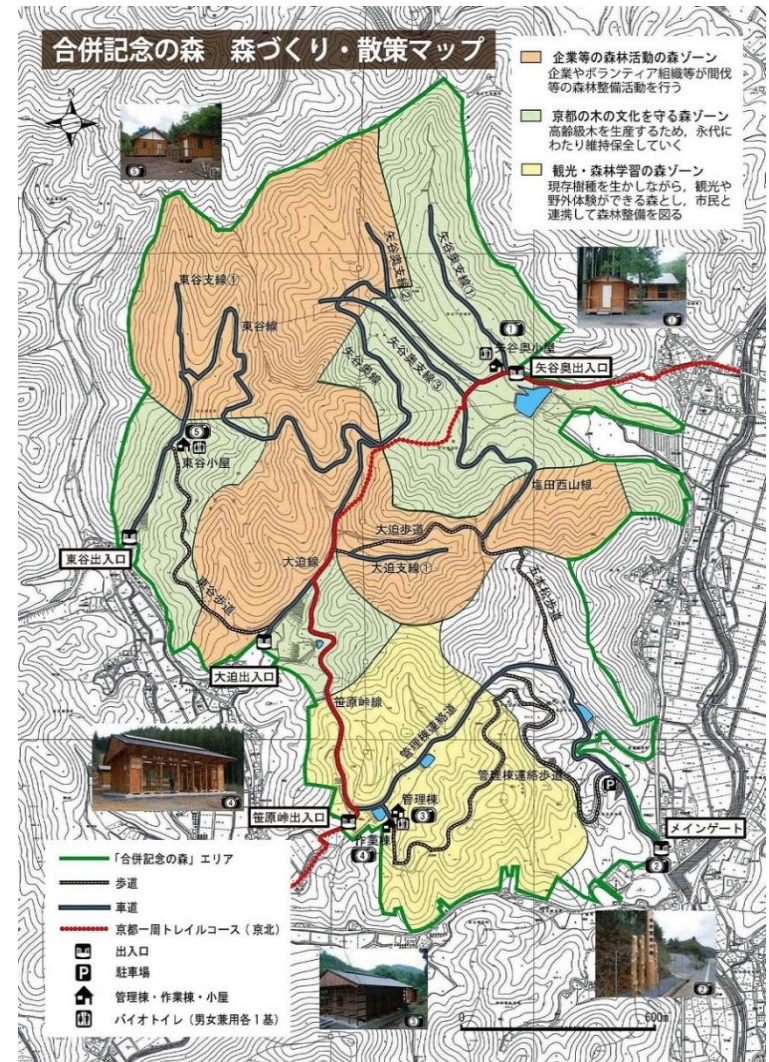 合併記念の森　森づくり・散策マップ
企業等の森林活動の森ゾーン
企業やボランティア組織等が間伐
等の森林整備活動を行う
京都の木の文化を守る森ゾーン
高齢級木を生産するため，永代に
わたり維持保全していく
観光・森林学習の森ゾーン
現存樹種を生かしながら，観光や
野外体験ができる森とし，市民と
連携して森林整備を図る
N
⑤
東谷支線①
矢谷奥支線②
矢谷奥支線①
東谷線
①
①
矢谷奥小屋
矢谷奥出入口
矢谷奥線
矢谷奥支線③
⑤
東谷小屋
塩田西山線
大迫歩道
東谷出入口
大迫線
大迫支線①
東谷歩道
五本松歩道
大迫出入口
笹原峠線
管理棟連絡道
管理棟連絡歩道
④
管理棟
③
P
笹原峠出入口
作業棟
④
メインゲート
②
「合併記念の森」エリア
歩道
車道
京都一周トレイルコース（京北）
出入口
P 駐車場
管理棟・作業棟・小屋
バイオトイレ（男女兼用各１基）
③
②
0 600m